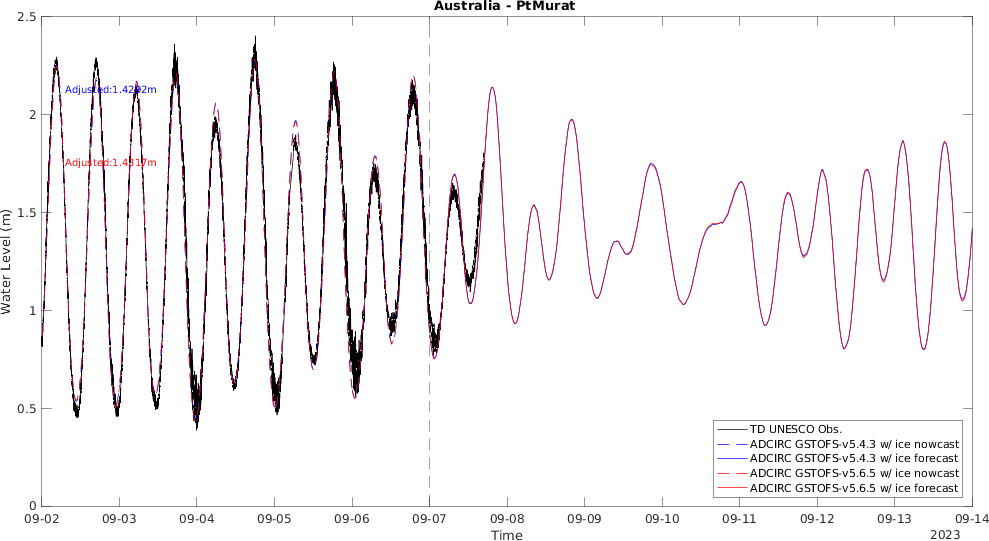 Australia - PtMurat
2.5
2
1.5
1
0.5
0
Water Level (m)
Adjusted:1.4292m
Adjusted:1.4317m
TD UNESCO Obs.
ADCIRC GSTOFS-v5.4.3 w/ ice nowcast
ADCIRC GSTOFS-v5.4.3 w/ ice forecast
ADCIRC GSTOFS-v5.6.5 w/ ice nowcast
ADCIRC GSTOFS-v5.6.5 w/ ice forecast
09-02 09-03 09-04 09-05 09-06 09-07 09-08 09-09 09-10 09-11 09-12 09-13 09-14
Time
2023